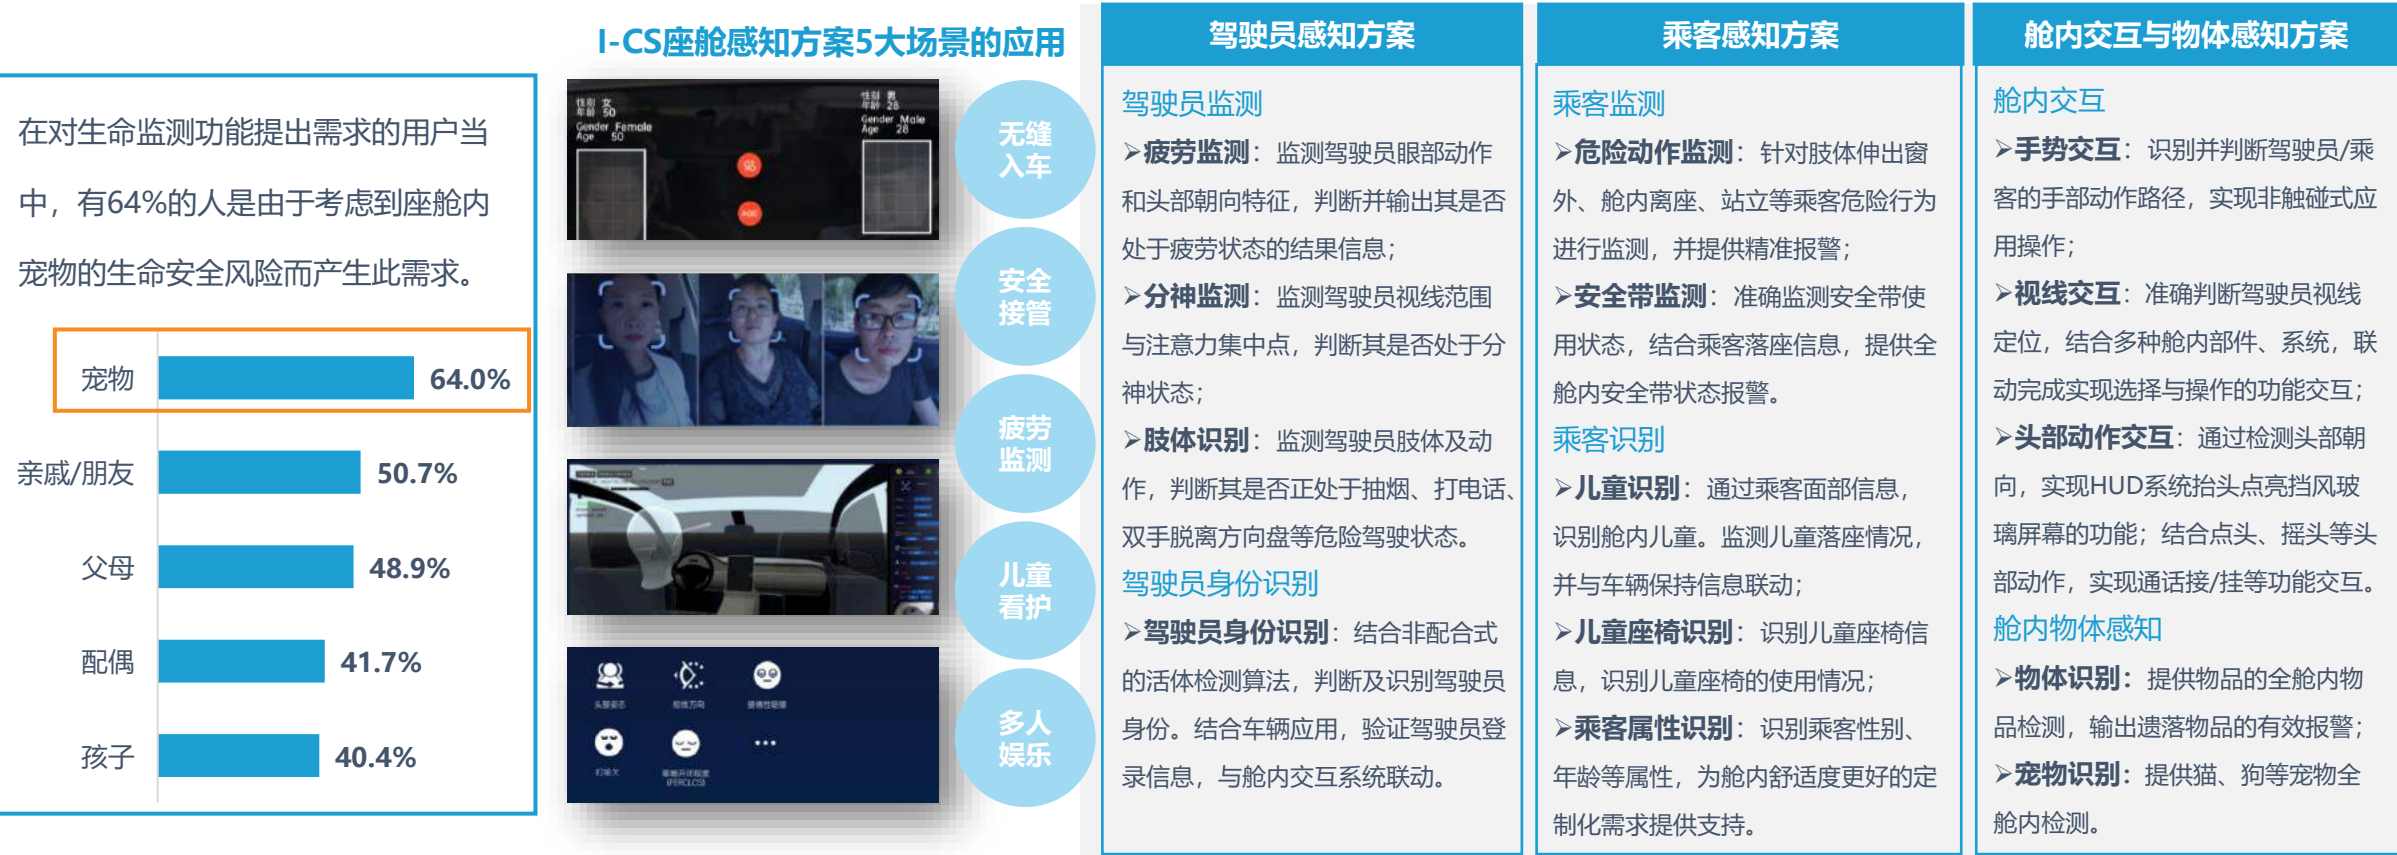 I-CS座舱感知方案5大场景的应用
在对生命监测功能提出需求的用户当
中，有64%的人是由于考虑到座舱内
宠物的生命安全风险而产生此需求。
宠物 64.0%
亲戚/朋友 50.7%
父母 48.9%
配偶 41.7%
孩子 40.4%
性别 女
年龄 50
Gender Female
Age 50
性别 男
年龄 28
Gender Male
Age 28
头部姿态
视线方向
打哈欠
无缝
入车
安全
接管
疲劳
监测
儿童
看护
多人
娱乐
驾驶员感知方案
驾驶员监测
➢疲劳监测：监测驾驶员眼部动作
和头部朝向特征，判断并输出其是否
处于疲劳状态的结果信息；
➢分神监测：监测驾驶员视线范围
与注意力集中点，判断其是否处于分
神状态；
➢肢体识别：监测驾驶员肢体及动
作，判断其是否正处于抽烟、打电话、
双手脱离方向盘等危险驾驶状态。
驾驶员身份识别
➢驾驶员身份识别：结合非配合式
的活体检测算法，判断及识别驾驶员
身份。结合车辆应用，验证驾驶员登
录信息，与舱内交互系统联动。
乘客感知方案
乘客监测
➢危险动作监测：针对肢体伸出窗
外、舱内离座、站立等乘客危险行为
进行监测，并提供精准报警；
➢安全带监测：准确监测安全带使
用状态，结合乘客落座信息，提供全
舱内安全带状态报警。
乘客识别
➢儿童识别：通过乘客面部信息，
识别舱内儿童。监测儿童落座情况，
并与车辆保持信息联动；
➢儿童座椅识别：识别儿童座椅信
息，识别儿童座椅的使用情况；
➢乘客属性识别：识别乘客性别、
年龄等属性，为舱内舒适度更好的定
制化需求提供支持。
舱内交互与物体感知方案
舱内交互
➢手势交互：识别并判断驾驶员/乘
客的手部动作路径，实现非触碰式应
用操作；
➢视线交互：准确判断驾驶员视线
定位，结合多种舱内部件、系统，联
动完成实现选择与操作的功能交互；
➢头部动作交互：通过检测头部朝
向，实现HUD系统抬头点亮挡风玻
璃屏幕的功能；结合点头、摇头等头
部动作，实现通话接/挂等功能交互。
舱内物体感知
➢物体识别：提供物品的全舱内物
品检测，输出遗落物品的有效报警；
➢宠物识别：提供猫、狗等宠物全
舱内检测。